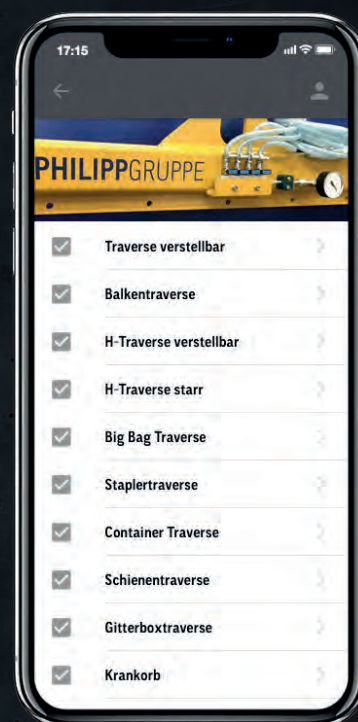 17:15
PHILIPPGRUPPE
Traverse verstellbar
Balkentraverse
H-Traverse verstellbar
H-Traverse starr
Big Bag Traverse
Staplertraverse
Container Traverse
Schienentraverse
Gitterboxtraverse
Krankorb